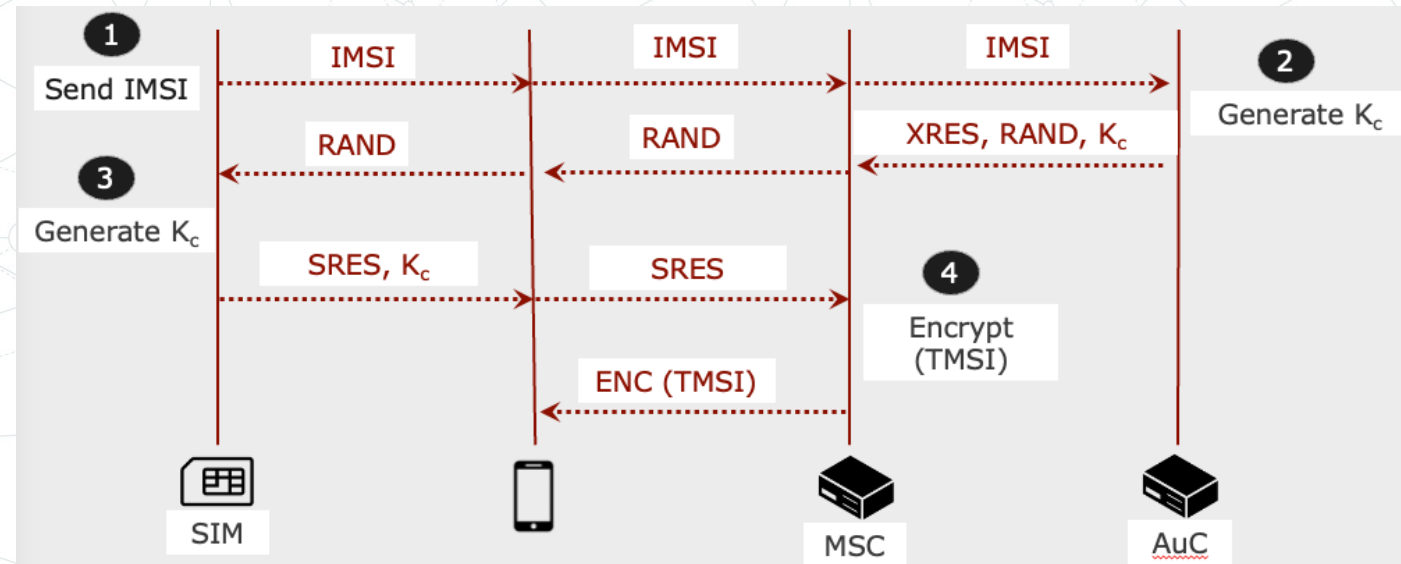 1
IMSI
IMSI
IMSI
2
Send IMSI
Generate Kc
RAND
RAND
XRES, RAND, Kc
3
Generate Kc
SRES, Kc
SRES
4
Encrypt
(TMSI)
ENC (TMSI)
SIM
MSC
AuC